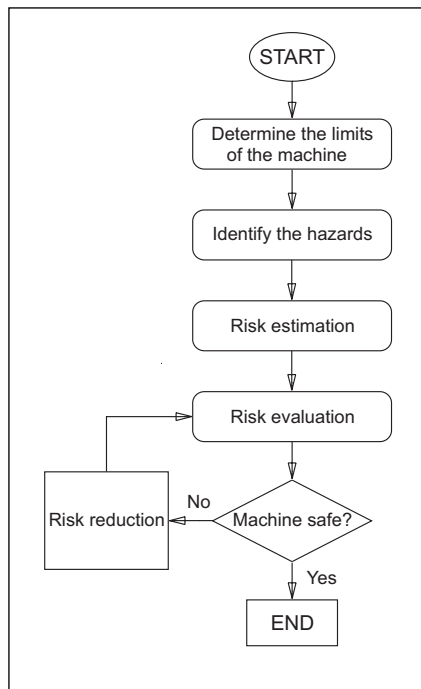 START
Determine the limits
of the machine
Identify the hazards
Risk estimation
Risk evaluation
Risk reduction
No
Machine safe?
Yes
END